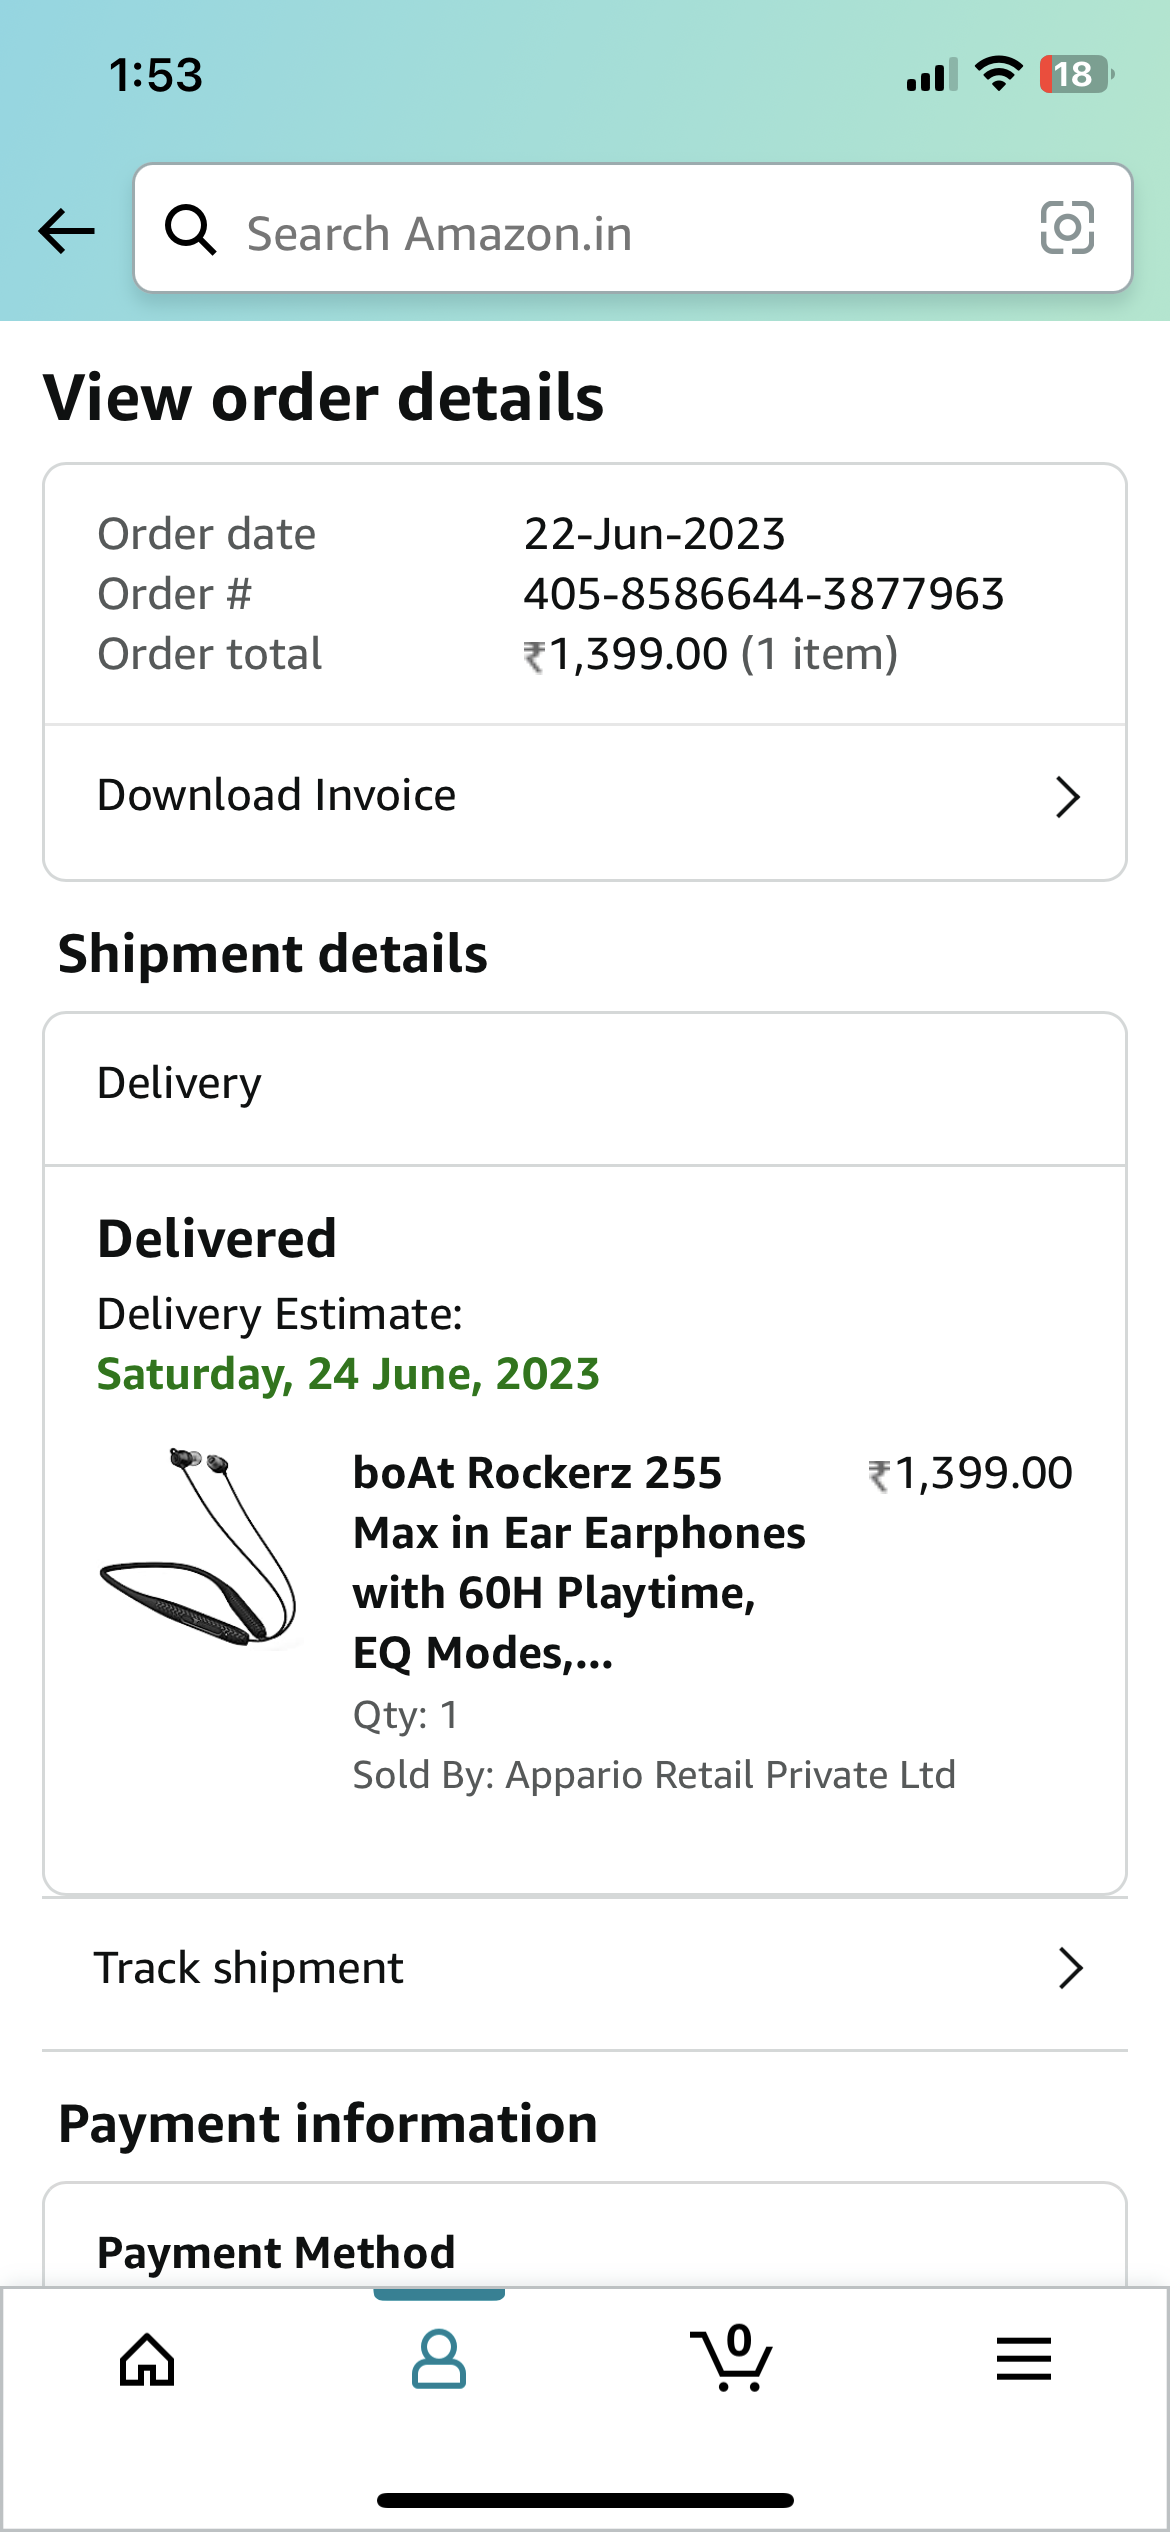 1:53
18
Search Amazon.in
View order details
Order date 22-Jun-2023
Order # 405-8586644-3877963
Order total ₹1,399.00 (1 item)
Download Invoice
Shipment details
Delivery
Delivered
Delivery Estimate:
Saturday, 24 June, 2023
boAt Rockerz 255 ₹1,399.00
Max in Ear Earphones
with 60H Playtime,
EQ Modes,...
Qty: 1
Sold By: Appario Retail Private Ltd
Track shipment
Payment information
Payment Method
0